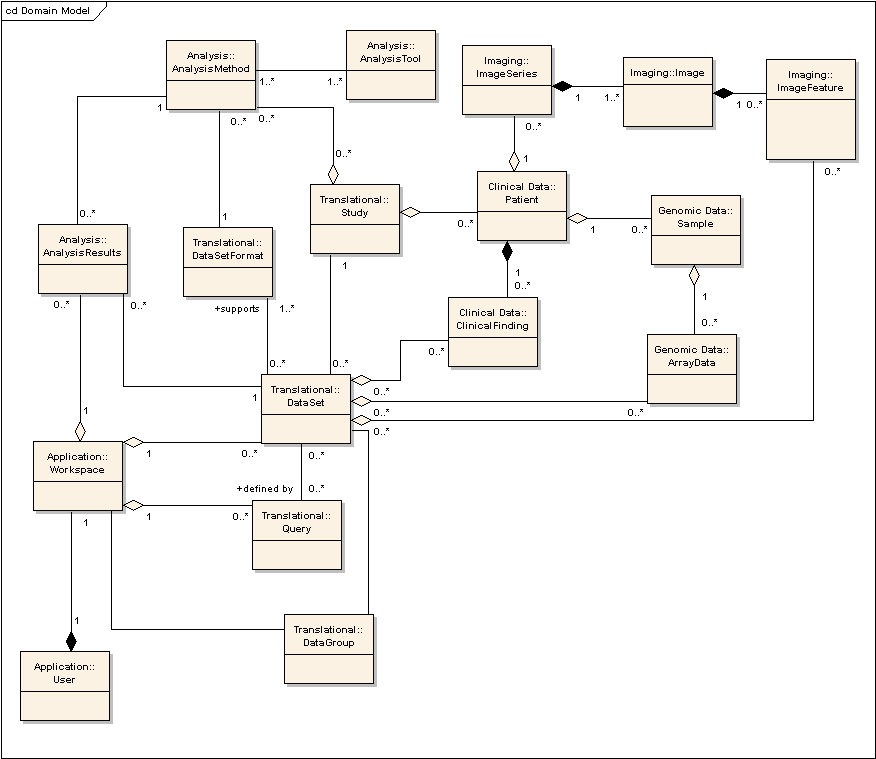 cd Domain Model
Analysis::
AnalysisMethod
Analysis::
AnalysisTool
1..*
1..*
Imaging::
ImageSeries
Imaging::Image
Imaging::
ImageFeature
1
1..*
1
0..*
1
0..*
0..*
0..*
0..*
0..*
1
0..*
Translational::
Study
Clinical Data::
Patient
0..*
1
0..*
Genomic Data::
Sample
0..*
1
Analysis::
AnalysisResults
Translational::
DataSetFormat
1
1
0..*
1
0..*
0..*
0..*
+supports
1..*
Clinical Data::
ClinicalFinding
0..*
Genomic Data::
ArrayData
0..*
0..*
0..*
Translational::
DataSet
1
0..*
0..*
0..*
0..*
1
Application::
Workspace
1
0..*
0..*
+defined by
0..*
1
0..*
Translational::
Query
1
1
Translational::
DataGroup
Application::
User